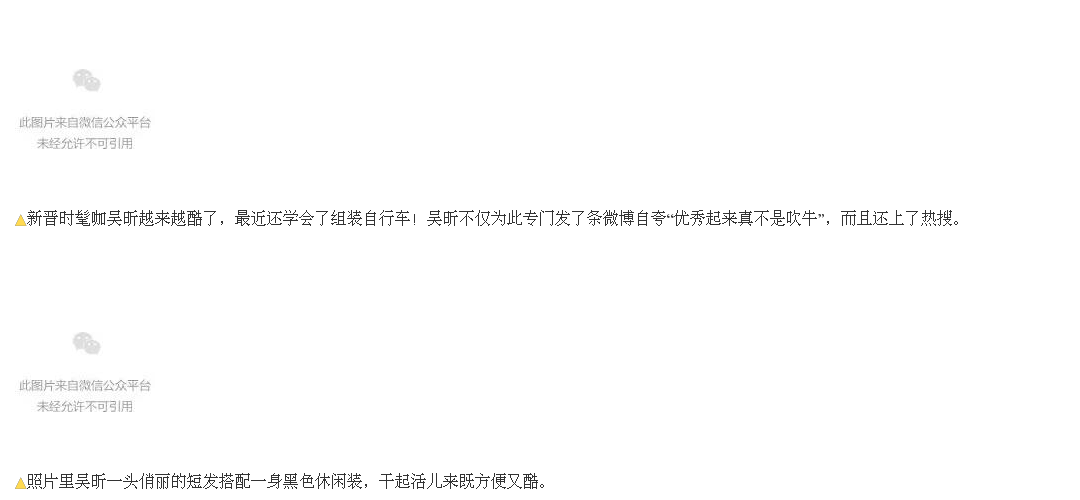 此图片来自微信公众平台
未经允许不可引用
▲新晋时髦咖吴昕越来越酷了，最近还学会了组装自行车！吴昕不仅为此专门发了条微博自夸“优秀起来真不是吹牛”，而且还上了热搜。
此图片来自微信公众平台
未经允许不可引用
▲照片里吴昕一头俏丽的短发搭配一身黑色休闲装，干起活儿来既方便又酷。